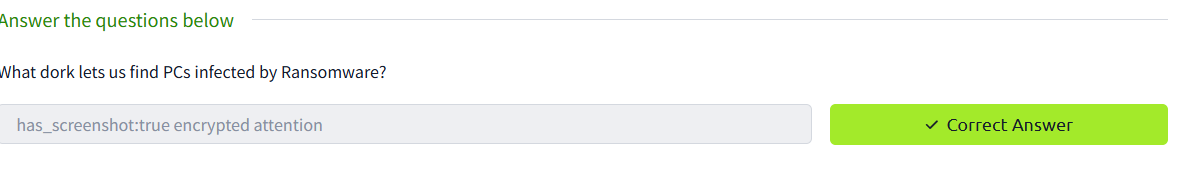 Answer the questions below
What dork lets us find PCs infected by Ransomware?
has_screenshot:true encrypted attention
✓ Correct Answer